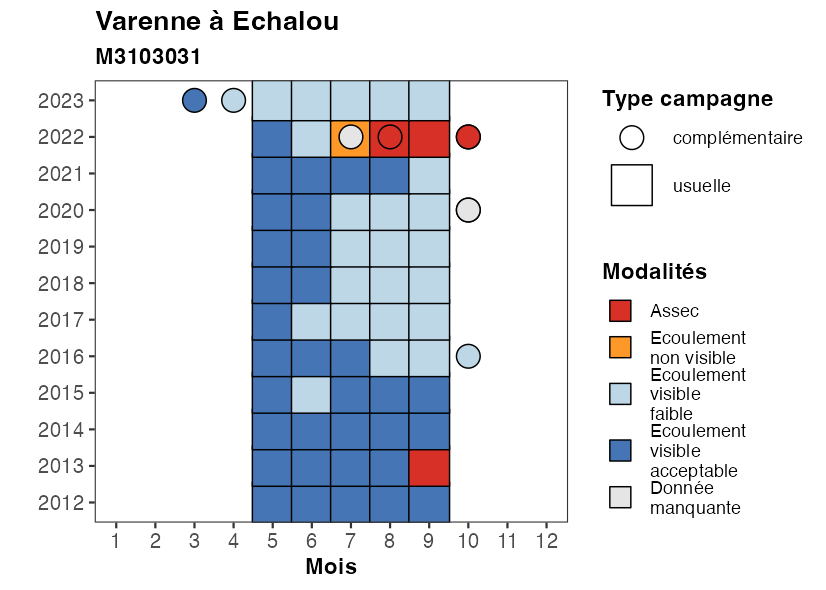 Varenne à Echalou
M3103031
2023
2022
2021
2020
2019
2018
2017
2016
2015
2014
2013
2012
1 2 3 4 5 6 7 8 9 10 11 12
Mois
Type campagne
complémentaire
usuelle
Modalités
Assec
Ecoulement
non visible
Ecoulement
visible
faible
Ecoulement
visible
acceptable
Donnée
manquante